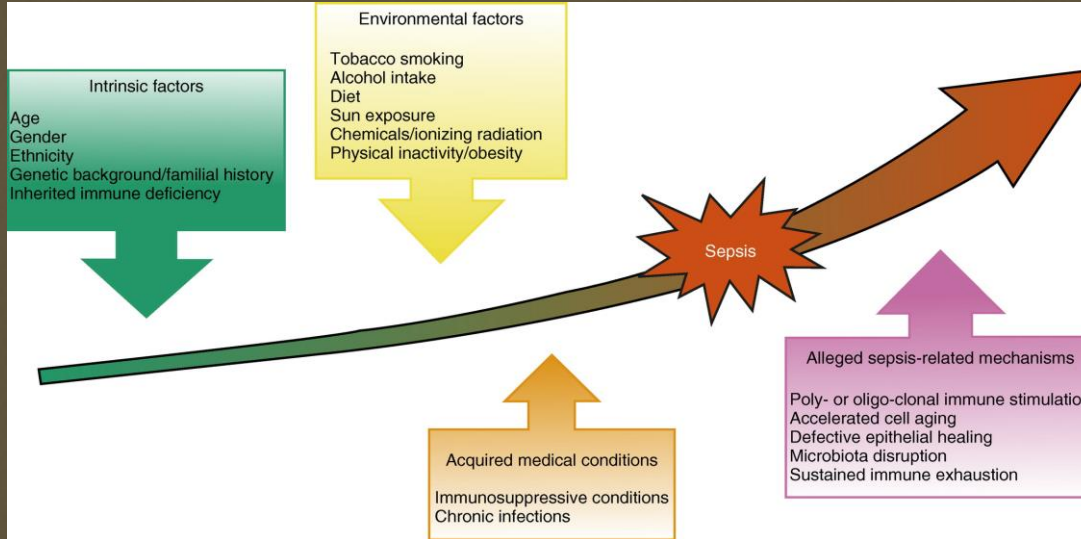 Intrinsic factors
Age
Gender
Ethnicity
Genetic background/familial history
Inherited immune deficiency
Environmental factors
Tobacco smoking
Alcohol intake
Diet
Sun exposure
Chemicals/ionizing radiation
Physical inactivity/obesity
Sepsis
Acquired medical conditions
Immunosuppressive conditions
Chronic infections
Alleged sepsis-related mechanisms
Poly- or oligo-clonal immune stimulatio
Accelerated cell aging
Defective epithelial healing
Microbiota disruption
Sustained immune exhaustion